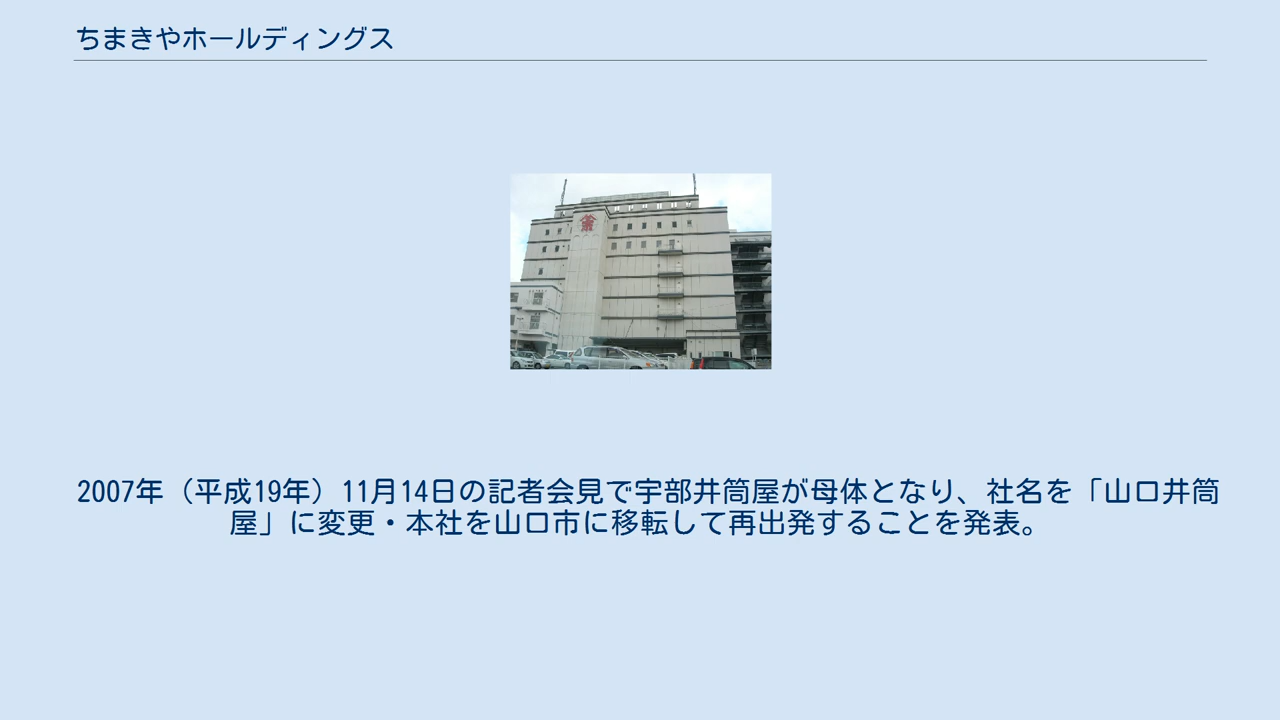 ちまきやホールディングス
2007年（平成19年）11月14日の記者会見で宇部井筒屋が母体となり、社名を「山口井筒
屋」に変更・本社を山口市に移転して再出発することを発表。